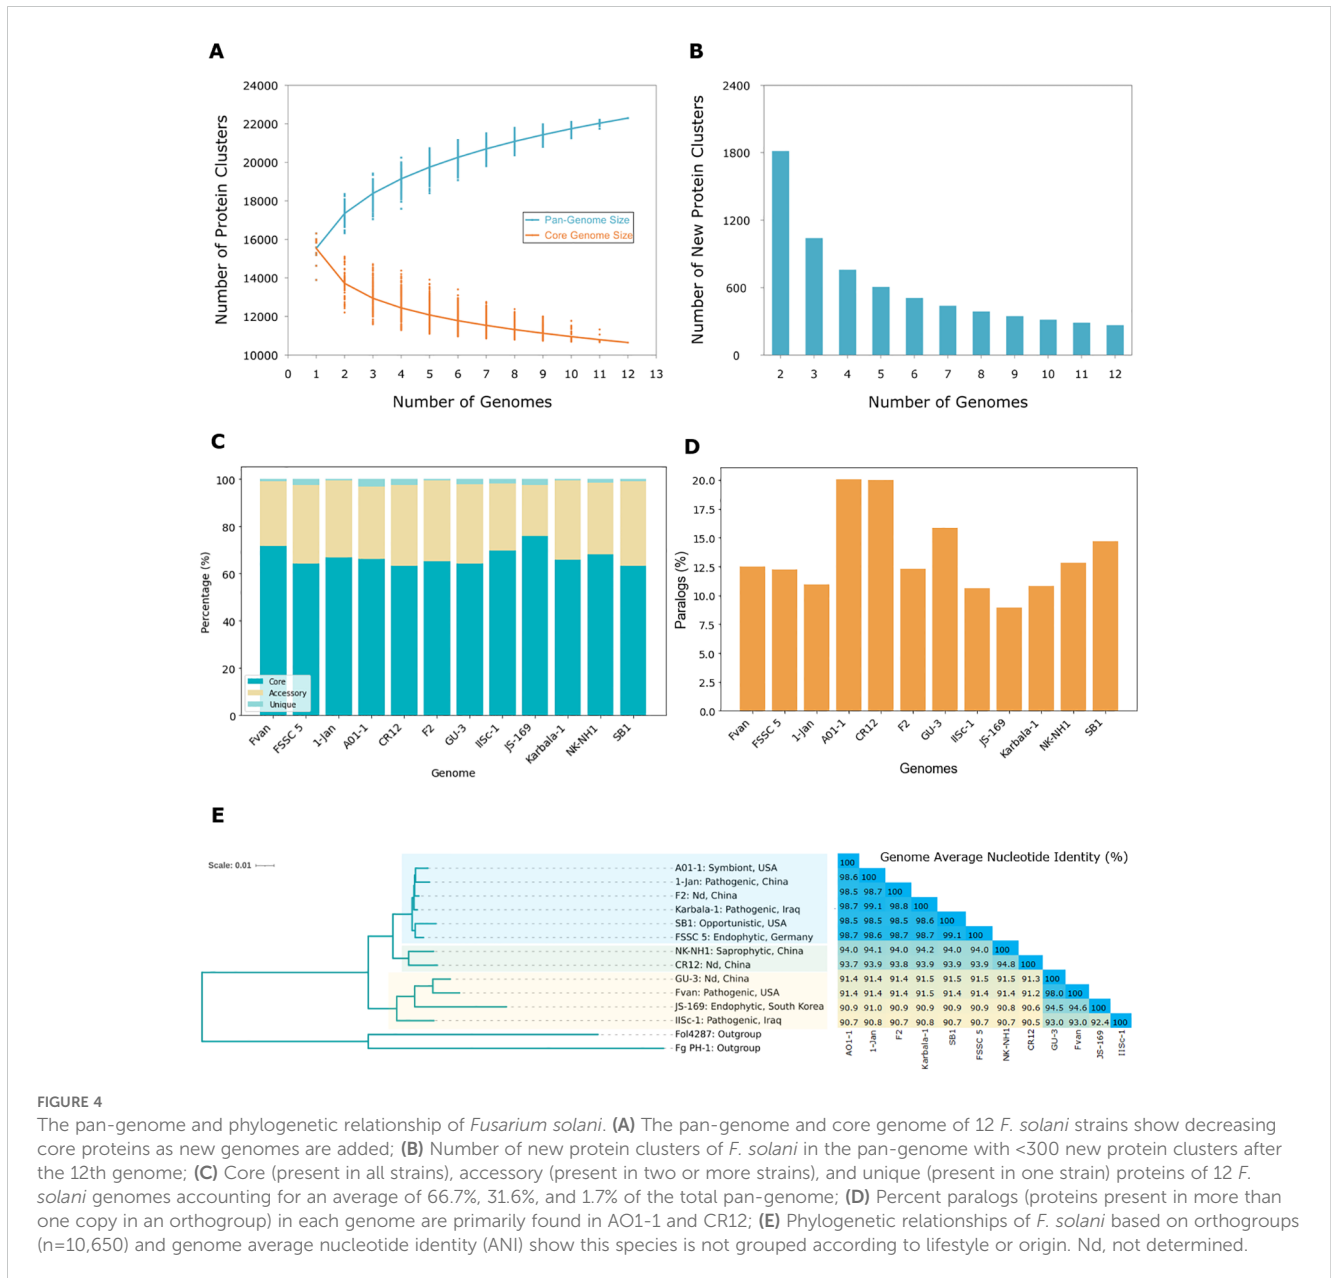 A
24000
22000
20000
18000
16000
14000
12000
10000
Number of Protein Clusters
Pan-Genome Size
Core Genome Size
0 1 2 3 4 5 6 7 8 9 10 11 12 13
Number of Genomes
B
2400
1800
1200
600
0
Number of New Protein Clusters
2 3 4 5 6 7 8 9 10 11 12
Number of Genomes
C
100
80
60
40
20
0
Percentage (%)
Core
Accessory
Unique
Fvan FSSC 5 1-Jan A01-1 CR12 F2 GU-3 IISc-1 JS-169 Karbala-1 NK-NH1 SB1
Genome
D
20.0
17.5
15.0
12.5
10.0
7.5
5.0
2.5
0.0
Paralogs (%)
Fvan FSSC 5 1-Jan A01-1 CR12 F2 GU-3 IISc-1 JS-169 Karbala-1 NK-NH1 SB1
Genomes
E
Scale: 0.01
Genome Average Nucleotide Identity (%)
A01-1: Symbiont, USA 100
1-Jan: Pathogenic, China 98.6 100
F2: Nd, China 98.5 98.7 100
Karbala-1: Pathogenic, Iraq 98.7 99.1 98.8 100
SB1: Opportunistic, USA 98.5 98.5 98.5 98.6 100
FSSC 5: Endophytic, Germany 98.7 98.6 98.7 98.7 99.1 100
NK-NH1: Saprophytic, China 94.0 94.1 94.0 94.2 94.0 94.0 100
CR12: Nd, China 93.7 93.9 93.8 93.9 93.9 93.9 94.8 100
GU-3: Nd, China 91.4 91.4 91.4 91.5 91.5 91.5 91.5 91.3 100
Fvan: Pathogenic, USA 91.4 91.4 91.4 91.5 91.4 91.4 91.4 91.2 98.0 100
JS-169: Endophytic, South Korea 90.9 91.0 90.9 90.9 90.9 90.9 90.8 90.6 94.5 94.6 100
IISc-1: Pathogenic, Iraq 90.7 90.8 90.7 90.8 90.7 90.7 90.7 90.5 93.0 93.0 92.4 100
Fol4287: Outgroup
Fg PH-1: Outgroup
AO1-1 1-Jan F2 Karbala-1 SB1 FSSC 5 NK-NH1 CR12 GU-3 Fvan JS-169 IISc-1
FIGURE 4
The pan-genome and phylogenetic relationship of Fusarium solani. (A) The pan-genome and core genome of 12 F. solani strains show decreasing
core proteins as new genomes are added; (B) Number of new protein clusters of F. solani in the pan-genome with <300 new protein clusters after
the 12th genome; (C) Core (present in all strains), accessory (present in two or more strains), and unique (present in one strain) proteins of 12 F.
solani genomes accounting for an average of 66.7%, 31.6%, and 1.7% of the total pan-genome; (D) Percent paralogs (proteins present in more than
one copy in an orthogroup) in each genome are primarily found in AO1-1 and CR12; (E) Phylogenetic relationships of F. solani based on orthogroups
(n=10,650) and genome average nucleotide identity (ANI) show this species is not grouped according to lifestyle or origin. Nd, not determined.